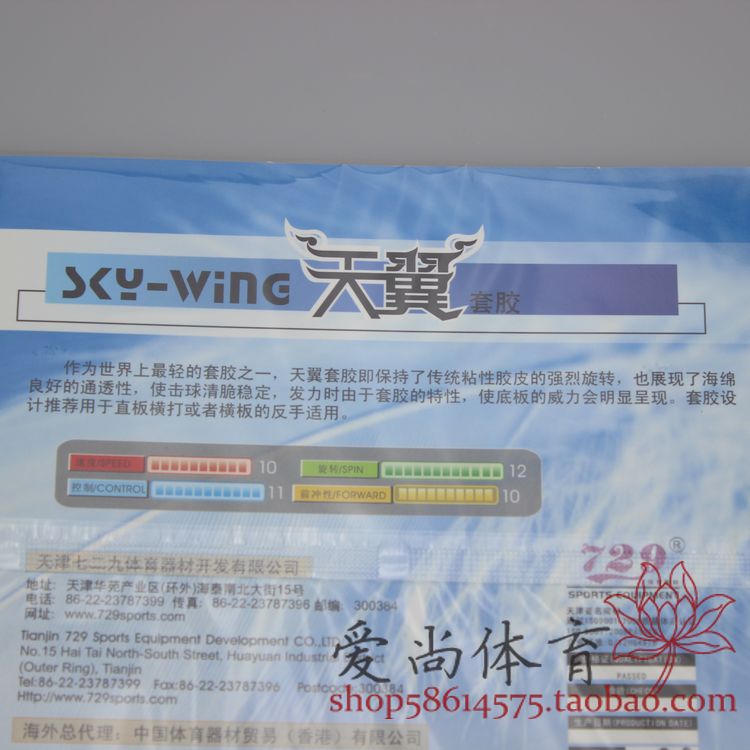 SKY-WING 天翼 套胶
作为世界上最轻的套胶之一，天翼套胶即保持了传统粘性胶皮的强烈旋转，也展现了海绵
良好的通透性，使击球清脆稳定，发力时由于套胶的特性，使底板的威力会明显呈现。套胶设
计推荐用于直板横打或者横板的反手适用。
速度/SPEED 10 旋转/SPIN 12
控制/CONTROL 11 前冲性/FORWARD 10
729®
SPORTS EQUIPMENT
天津七二九体育器材开发有限公司
地址: 天津华苑产业区(环外)海泰南北大街15号
电话: 86-22-23787399 传真: 86-22-23787396 邮编: 300384
网址: www.729sports.com
Tianjin 729 Sports Equipment Development CO.,LTD
No.15 Hai Tai North-South Street, Huayuan Industrial District
(Outer Ring), Tianjin
Tel:86-22-23787399 Fax:86-22-23787396 Postcode:300384
Http://www.729sports.com
海外总代理: 中国体育器材贸易（香港）有限公司
PASSED
生产日期(PRODUCTION DATE)
爱尚体育
shop58614575.taobao.com